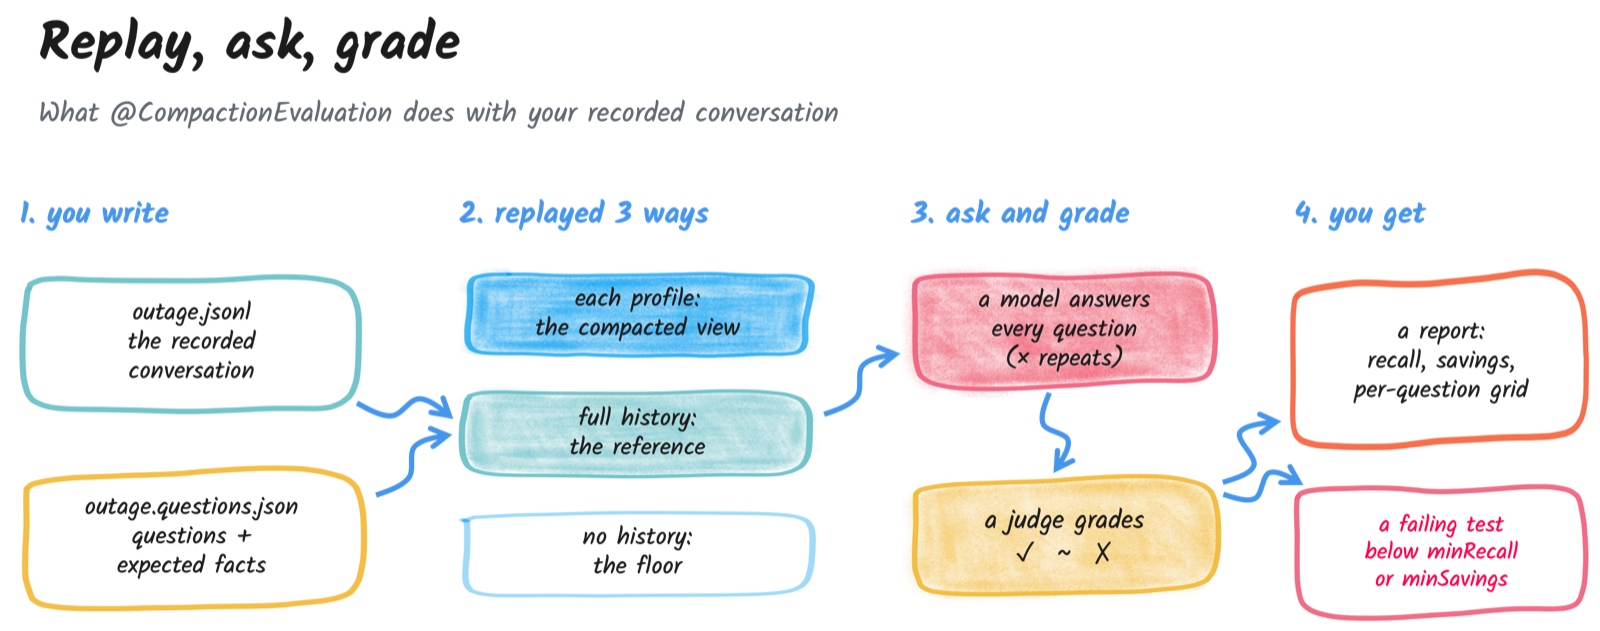 Replay, ask, grade
What @CompactionEvaluation does with your recorded conversation
1. you write
outage.jsonl
the recorded
conversation
outage.questions.json
questions +
expected facts
2. replayed 3 ways
each profile:
the compacted view
full history:
the reference
no history:
the floor
3. ask and grade
a model answers
every question
(× repeats)
a judge grades
✓ ~ X
4. you get
a report:
recall, savings,
per-question grid
a failing test
below minRecall
or minSavings